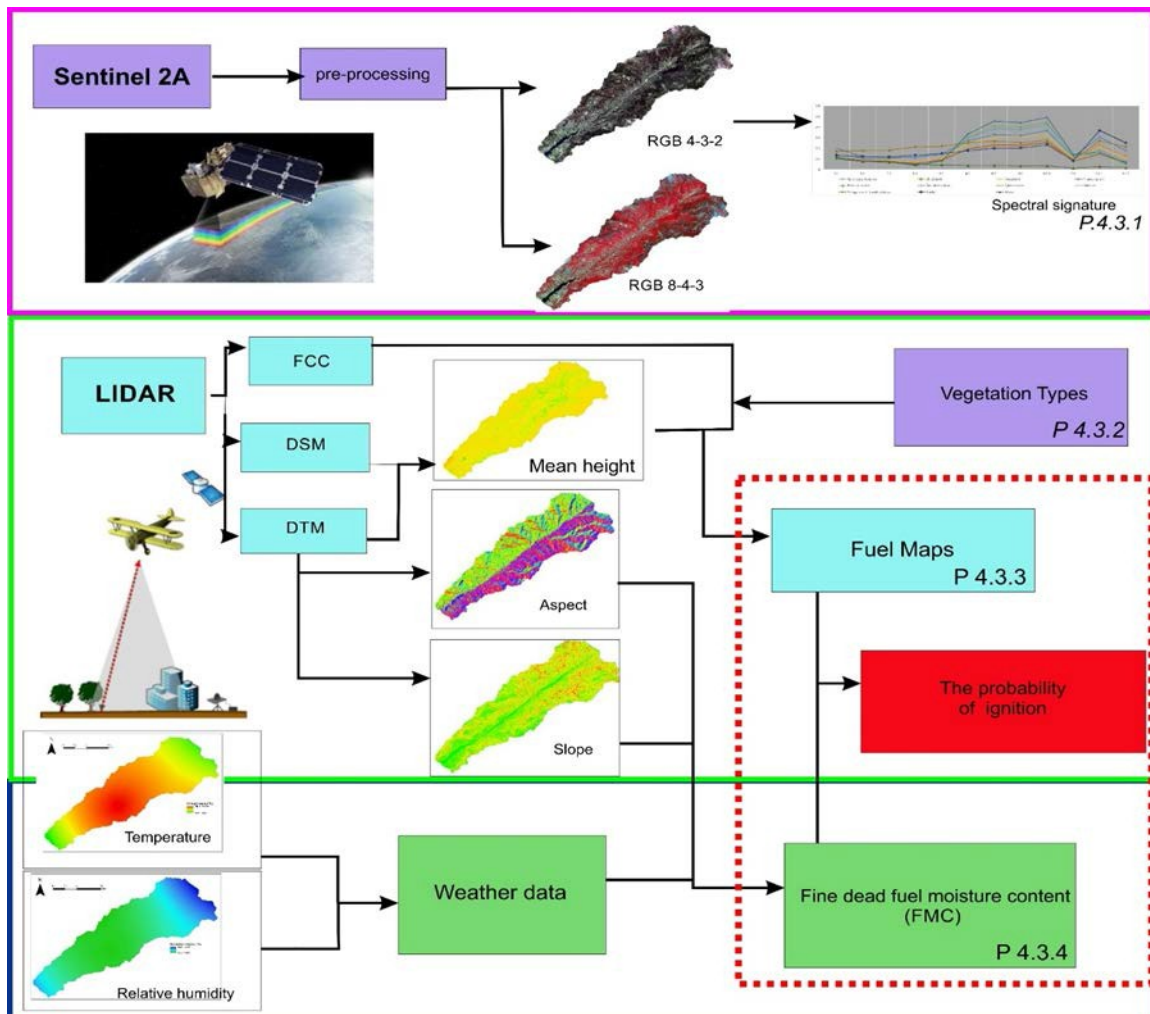 Sentinel 2A
pre-processing
RGB 4-3-2
RGB 8-4-3
Spectral signature
P.4.3.1
LIDAR
FCC
DSM
DTM
Mean height
Aspect
Slope
Vegetation Types
P 4.3.2
Fuel Maps
P 4.3.3
The probability
of ignition
Temperature
Relative humidity
Weather data
Fine dead fuel moisture content
(FMC)
P 4.3.4